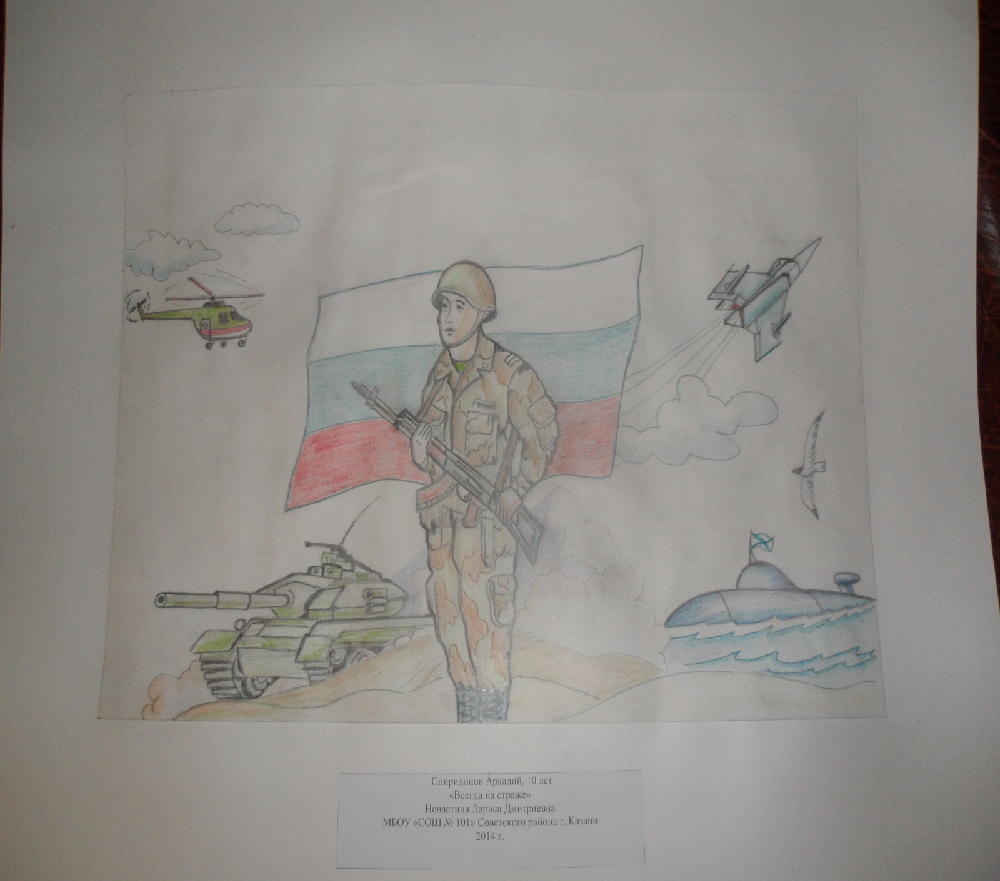 Спиридонов Аркадий, 10 лет
«Всегда на страже»
Ненастина Лариса Дмитриевна
МБОУ «СОШ № 101» Советского района г. Казани
2014 г.